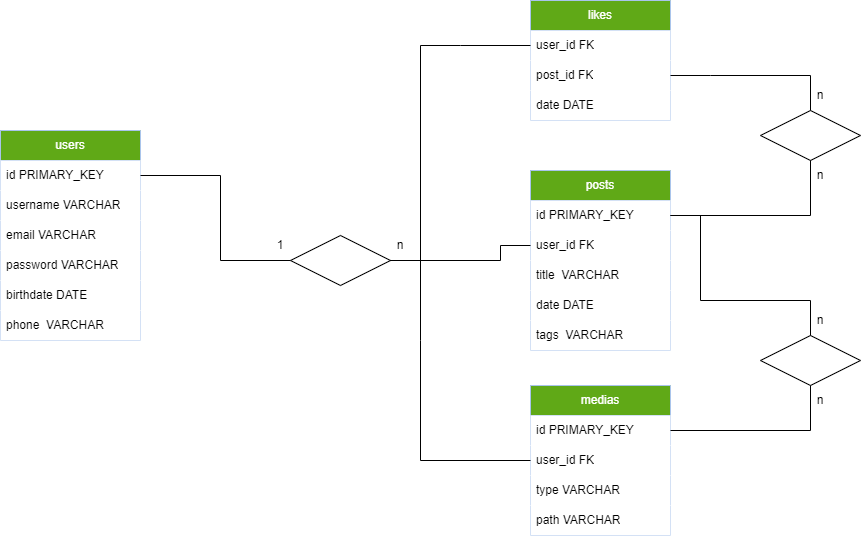 likes
user_id FK
post_id FK
date DATE
n
n
users
id PRIMARY_KEY
username VARCHAR
email VARCHAR
password VARCHAR
birthdate DATE
phone  VARCHAR
1
n
posts
id PRIMARY_KEY
user_id FK
title  VARCHAR
date DATE
tags  VARCHAR
n
n
medias
id PRIMARY_KEY
user_id FK
type VARCHAR
path VARCHAR